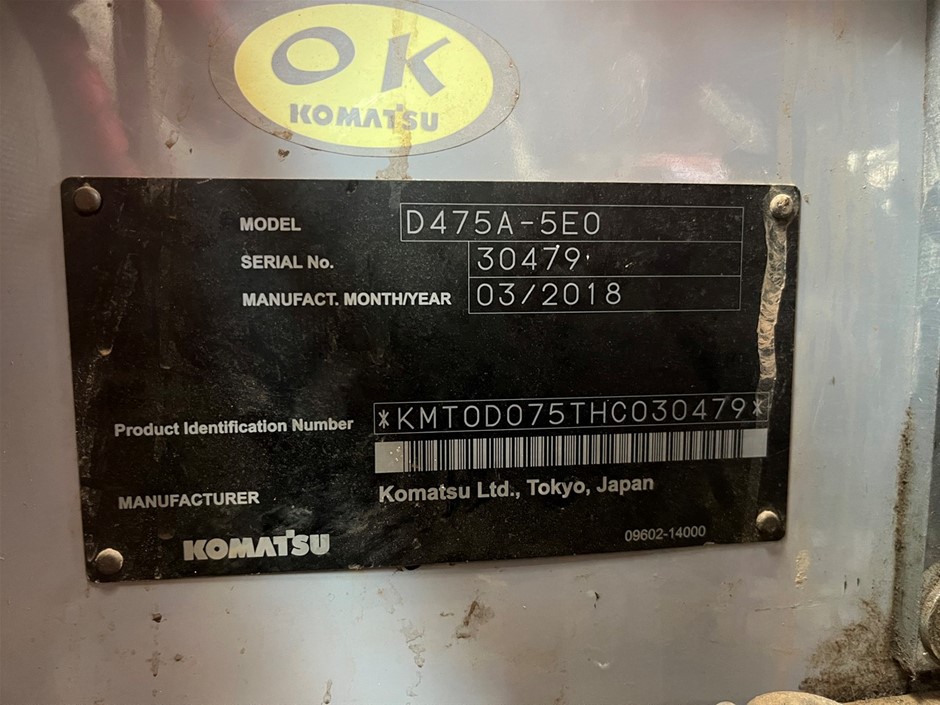 OK
KOMATSU
MODEL D475A-5E0
SERIAL No. 30479
MANUFACT. MONTH/YEAR 03/2018
Product Identification Number *KMT0D075THC030479*
MANUFACTURER Komatsu Ltd., Tokyo, Japan
KOMATSU 09602-14000